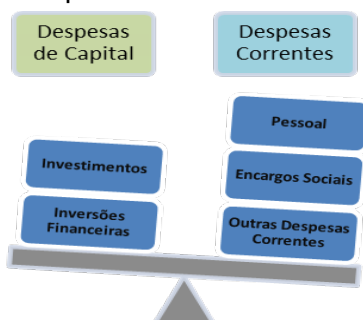 Despesas
de Capital
Despesas
Correntes
Investimentos
Inversões
Financeiras
Pessoal
Encargos Sociais
Outras Despesas
Correntes